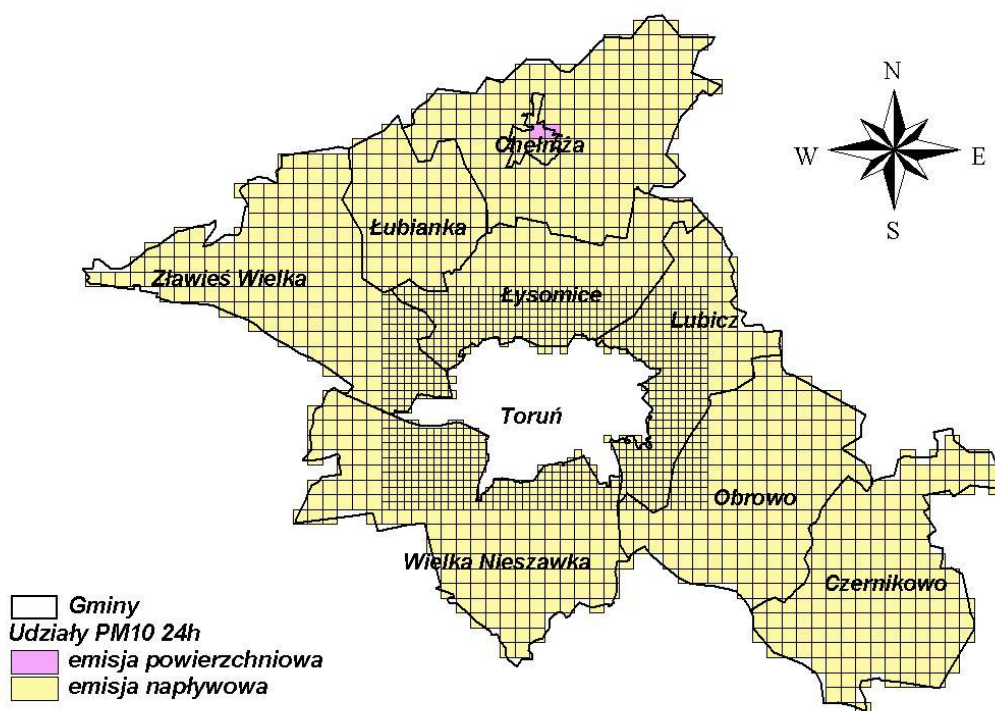 N
W
E
S
Chełmża
Łubianka
Zławieś Wielka
Łysomice
Lubicz
Toruń
Obrowo
Wielka Nieszawka
Czernikowo
Gminy
Udziały PM10 24h
emisja powierzchniowa
emisja napływowa